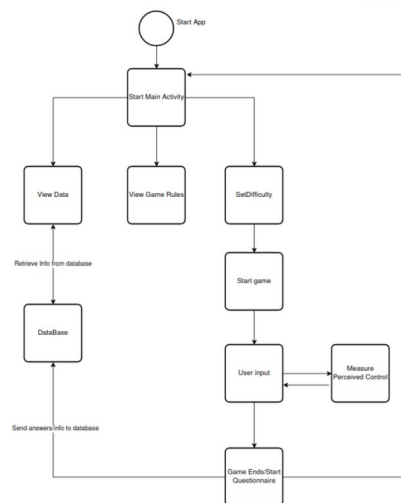 Start App
Start Main Activity
View Data
View Game Rules
SetDifficulty
Retrieve Info from database
Start game
DataBase
User input
Measure
Perceived Control
Send answers info to database
Game Ends/Start
Questionnaire